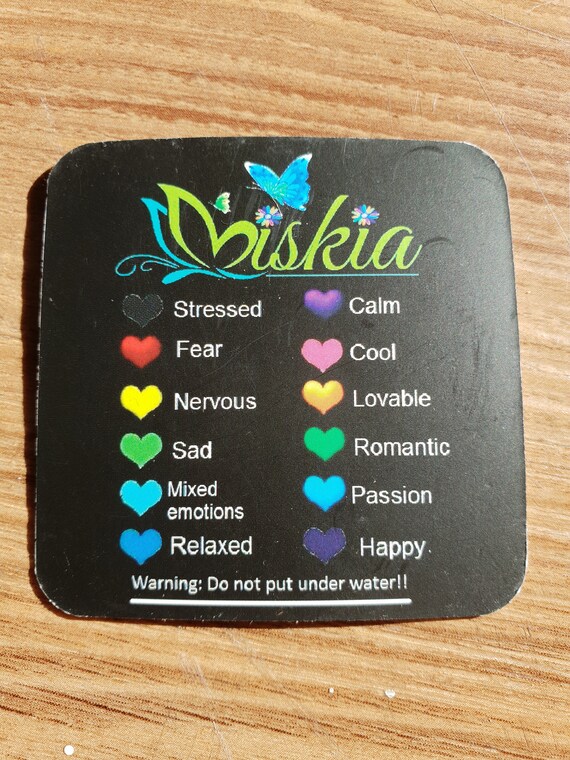 Miskia
Stressed
Fear
Nervous
Sad
Mixed
emotions
Relaxed
Calm
Cool
Lovable
Romantic
Passion
Happy
Warning: Do not put under water!!